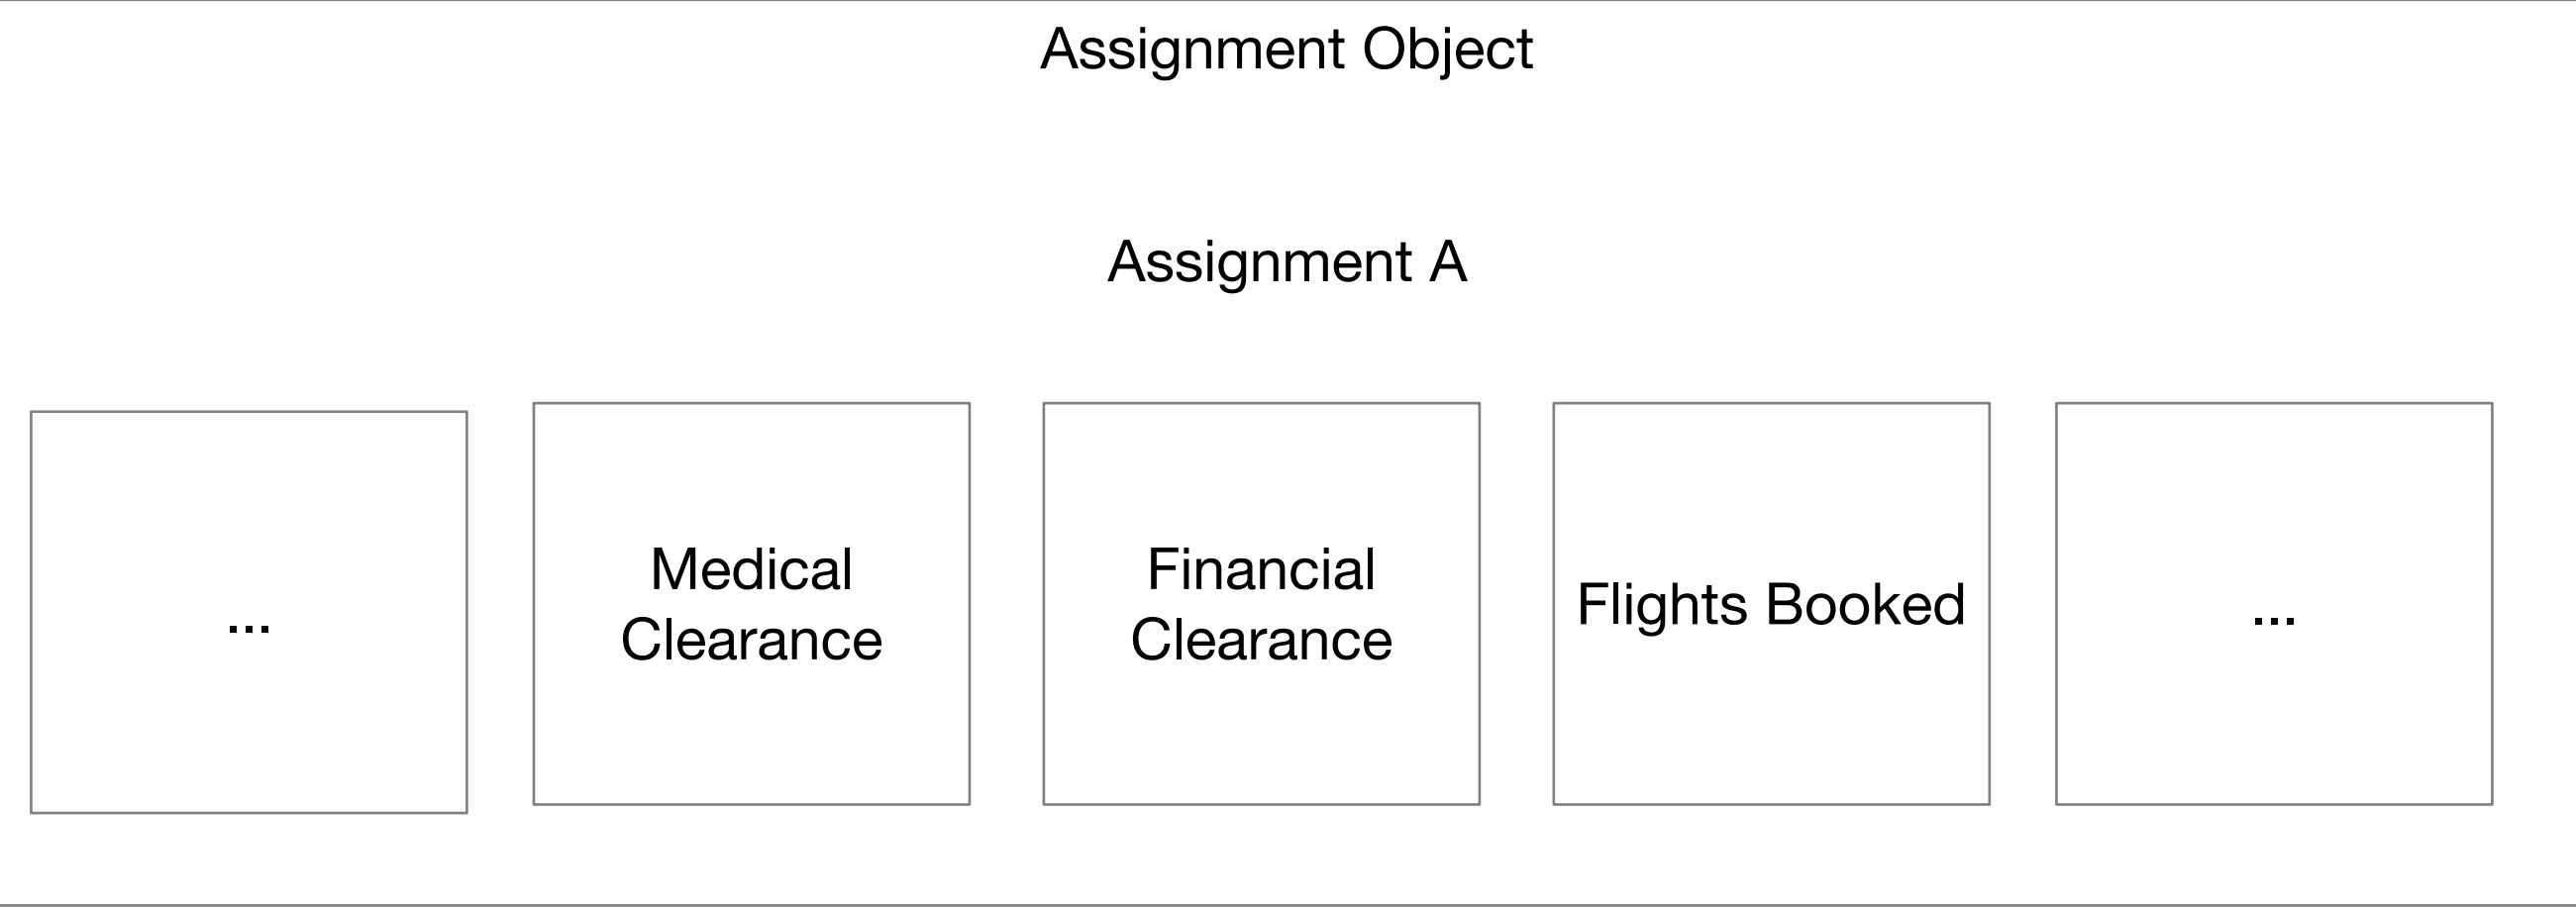 Assignment Object
Assignment A
...
Medical
Clearance
Financial
Clearance
Flights Booked
...